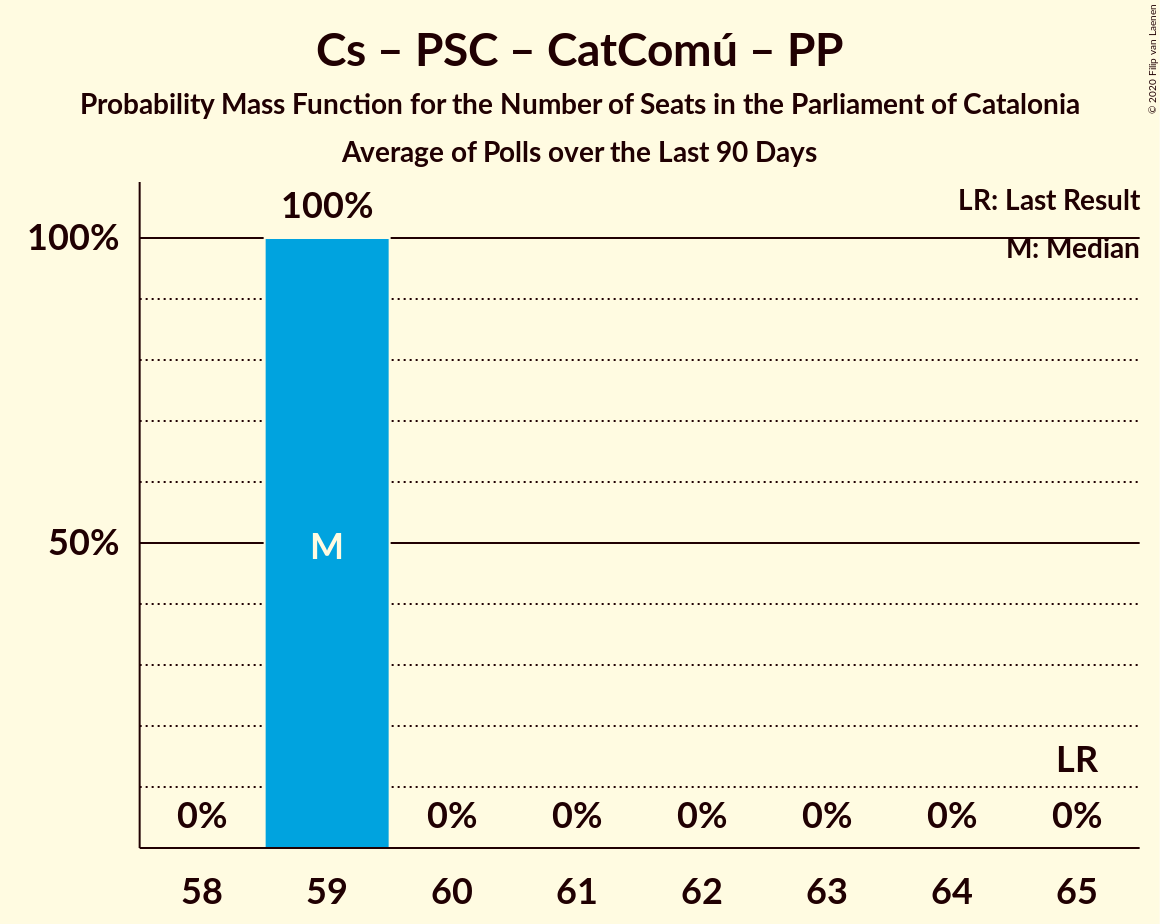 Cs – PSC – CatComú – PP
Probability Mass Function for the Number of Seats in the Parliament of Catalonia
Average of Polls over the Last 90 Days
© 2020 Filip van Laenen
LR: Last Result
M: Median
100%
100%
50%
M
LR
0% 0% 0% 0% 0% 0% 0%
58 59 60 61 62 63 64 65